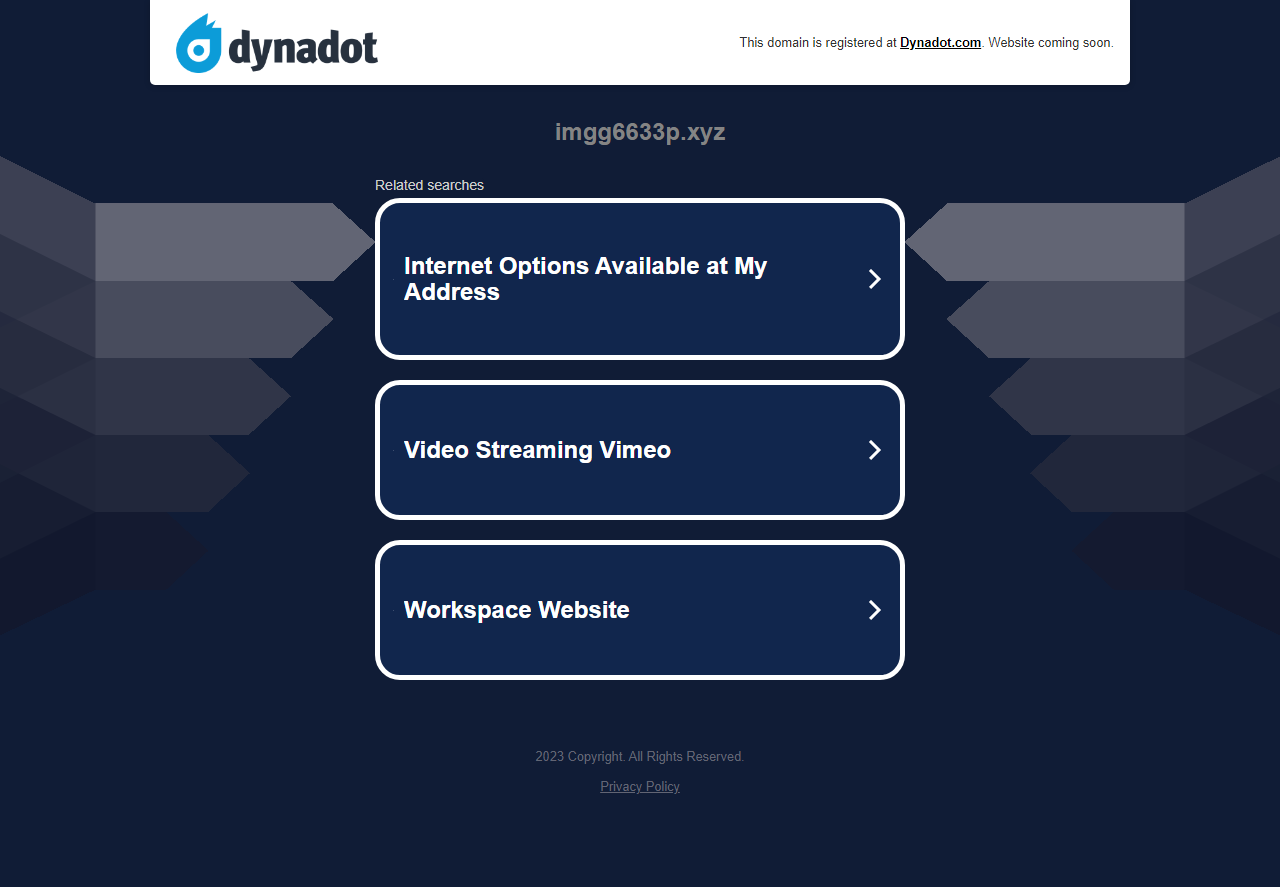 dynadot
This domain is registered at Dynadot.com. Website coming soon.
imgg6633p.xyz
Related searches
Internet Options Available at My
Address
Video Streaming Vimeo
Workspace Website
2023 Copyright. All Rights Reserved.
Privacy Policy